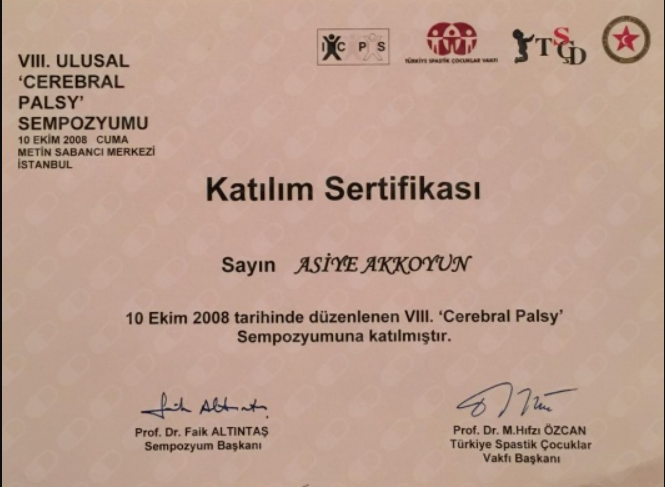 VIII. ULUSAL
‘CEREBRAL
PALSY’
SEMPOZYUMU
10 EKİM 2008 CUMA
METİN SABANCI MERKEZİ
İSTANBUL
I C P S
TÜRKİYE SPASTİK ÇOCUKLAR VAKFI
TSÇD
Katılım Sertifikası
Sayın ASİYE AKKOYUN
10 Ekim 2008 tarihinde düzenlenen VIII. ‘Cerebral Palsy’
Sempozyumuna katılmıştır.
Prof. Dr. Faik ALTINTAŞ
Sempozyum Başkanı
Prof. Dr. M.Hıfzı ÖZCAN
Türkiye Spastik Çocuklar
Vakfı Başkanı